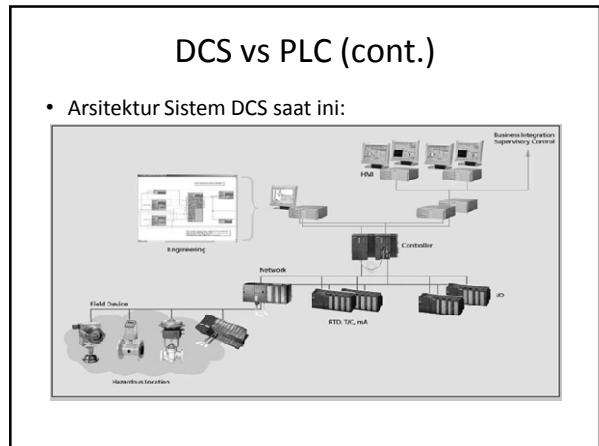 DCS vs PLC (cont.)
• Arsitektur Sistem DCS saat ini:
Business Integration
Supervisory Control
HMI
Engineering
Controller
Network
Field Device
RTD, T/C, mA
I/O
Hazardous Location